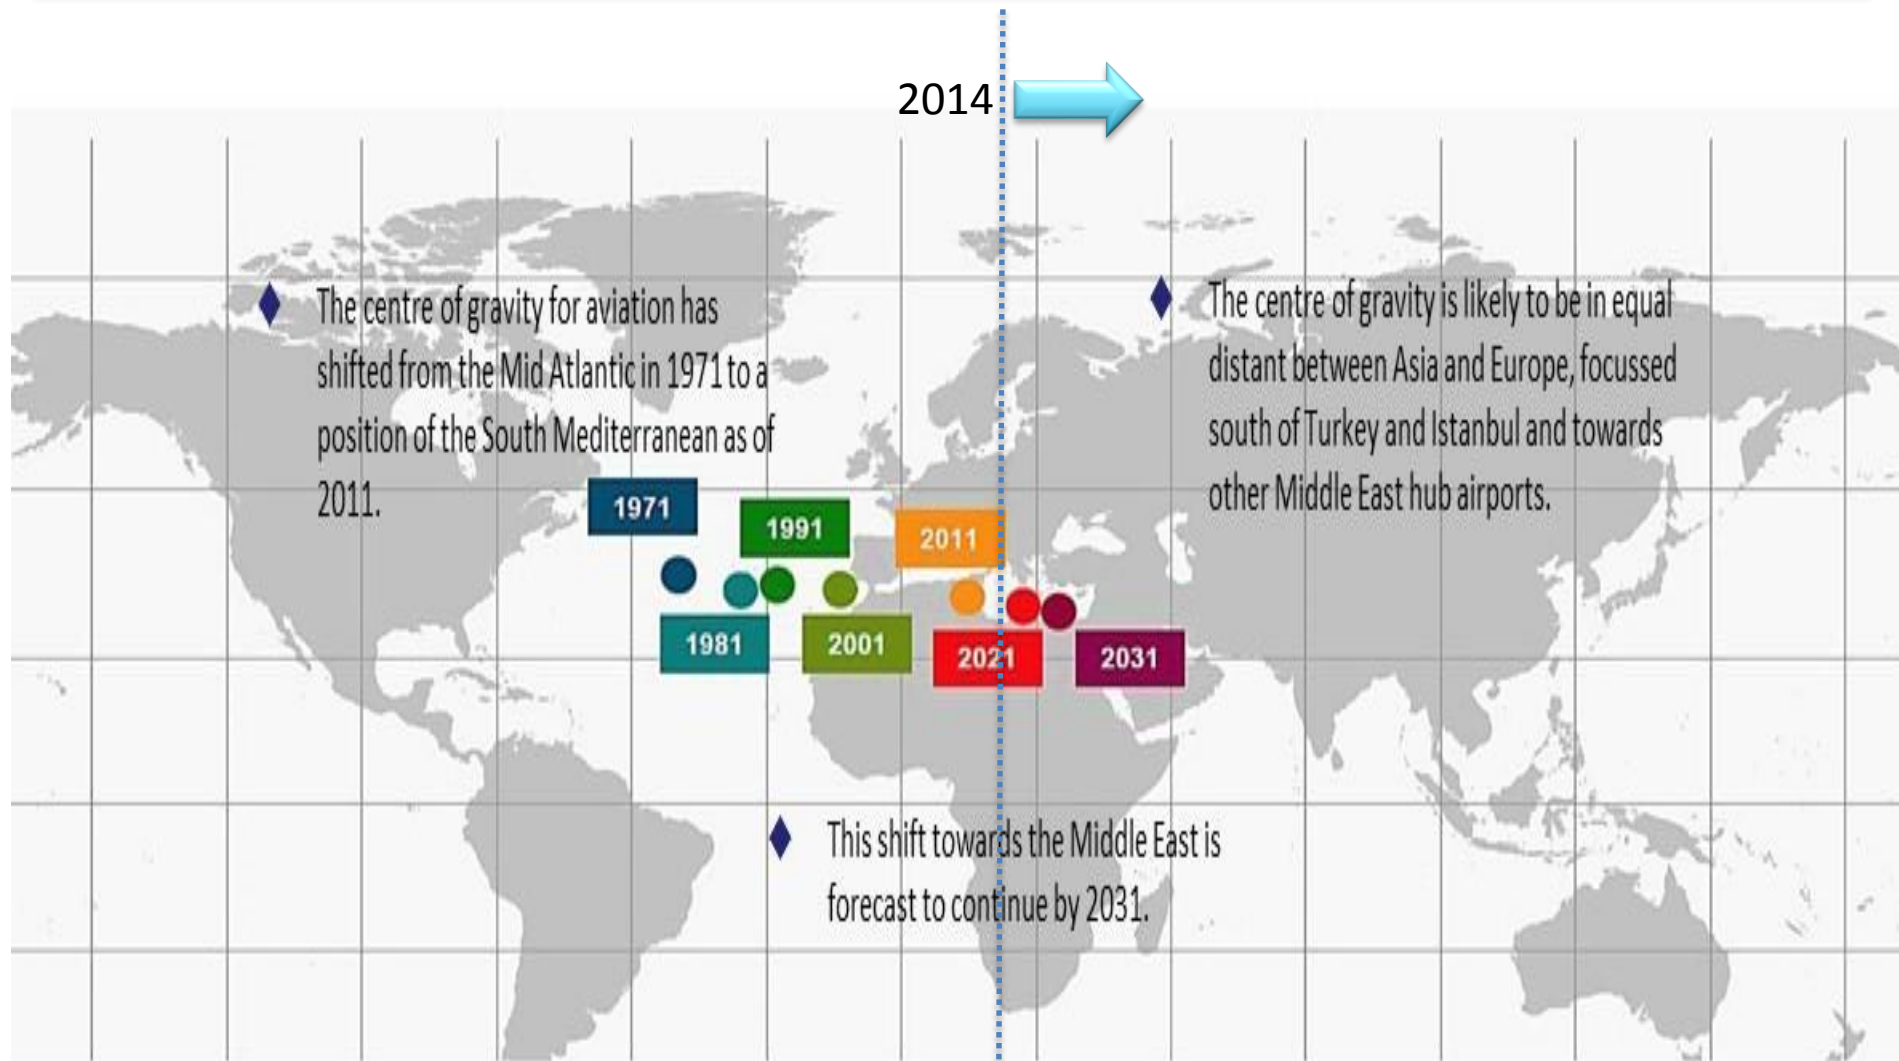 2014
The centre of gravity for aviation has
shifted from the Mid Atlantic in 1971 to a
position of the South Mediterranean as of
2011.
The centre of gravity is likely to be in equal
distant between Asia and Europe, focussed
south of Turkey and Istanbul and towards
other Middle East hub airports.
1971
1991
2011
1981
2001
2021
2031
This shift towards the Middle East is
forecast to continue by 2031.